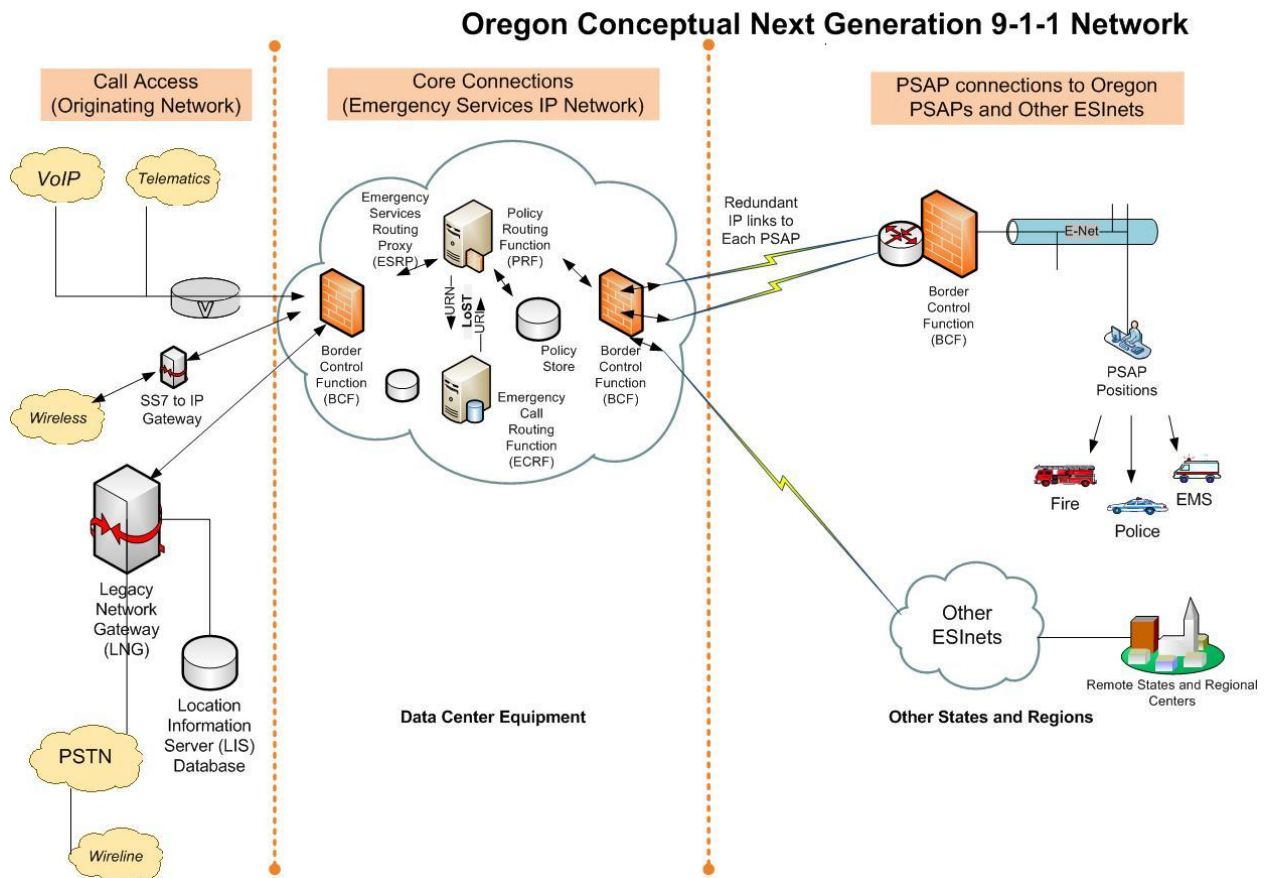 Oregon Conceptual Next Generation 9-1-1 Network
Call Access
(Originating Network)
Core Connections
(Emergency Services IP Network)
PSAP connections to Oregon
PSAPs and Other ESInets
VoIP
Telematics
V
SS7 to IP
Gateway
Wireless
Legacy
Network
Gateway
(LNG)
Location
Information
Server (LIS)
Database
PSTN
Wireline
Emergency
Services
Routing
Proxy
(ESRP)
Policy
Routing
Function
(PRF)
URN
LoST
URI
Policy
Store
Border
Control
Function
(BCF)
Border
Control
Function
(BCF)
Emergency
Call
Routing
Function
(ECRF)
Data Center Equipment
Redundant
IP links to
Each PSAP
Border
Control
Function
(BCF)
E-Net
PSAP
Positions
Fire
Police
EMS
Other
ESInets
Remote States and Regional
Centers
Other States and Regions